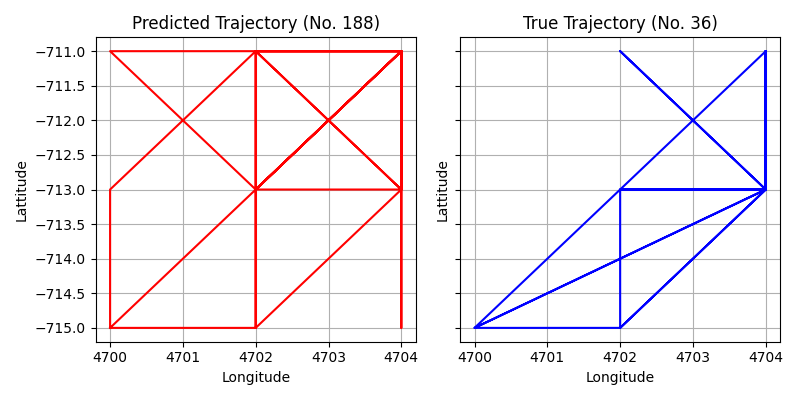 Predicted Trajectory (No. 188)
True Trajectory (No. 36)
−711.0
−711.5
−712.0
−712.5
−713.0
−713.5
−714.0
−714.5
−715.0
Lattitude
Lattitude
4700 4701 4702 4703 4704
4700 4701 4702 4703 4704
Longitude
Longitude